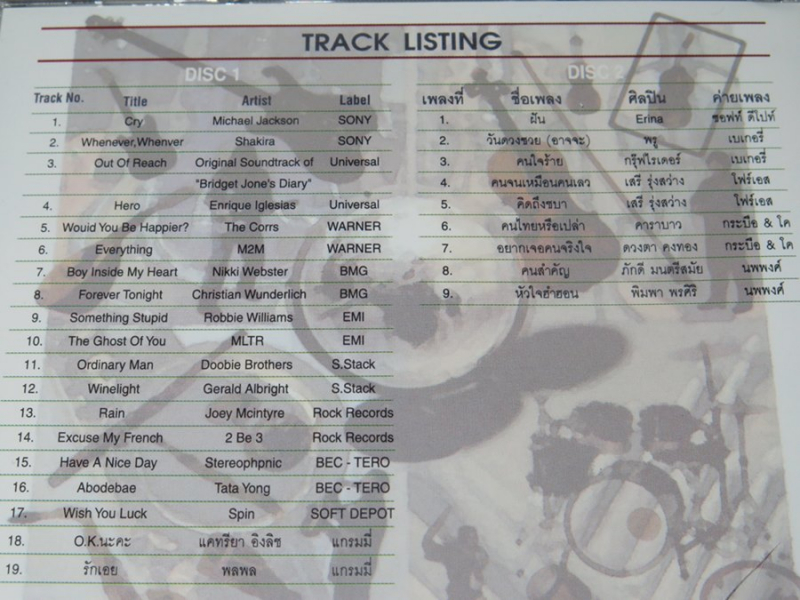 TRACK LISTING
DISC 1
Track No. Title Artist Label
1. Cry Michael Jackson SONY
2. Whenever,Whenver Shakira SONY
3. Out Of Reach Original Soundtrack of Universal
"Bridget Jone's Diary"
4. Hero Enrique Iglesias Universal
5. Wouid You Be Happier? The Corrs WARNER
6. Everything M2M WARNER
7. Boy Inside My Heart Nikki Webster BMG
8. Forever Tonight Christian Wunderlich BMG
9. Something Stupid Robbie Williams EMI
10. The Ghost Of You MLTR EMI
11. Ordinary Man Doobie Brothers S.Stack
12. Winelight Gerald Albright S.Stack
13. Rain Joey Mcintyre Rock Records
14. Excuse My French 2 Be 3 Rock Records
15. Have A Nice Day Stereophpnic BEC - TERO
16. Abodebae Tata Yong BEC - TERO
17. Wish You Luck Spin SOFT DEPOT
18. O.K.นะคะ แคทรียา อิงลิช แกรมมี่
19. รักเอย พลพล แกรมมี่
DISC 2
เพลงที่ ชื่อเพลง ศิลปิน ค่ายเพลง
1. ฝัน Erina ซอฟท์ ดีโปท์
2. วันดวงซวย (อาจจะ) พรู เบเกอรี่
3. คนใจร้าย กรุ๊ฟไรเดอร์ เบเกอรี่
4. คนจนเหมือนคนเลว เสรี รุ่งสว่าง โฟร์เอส
5. คิดถึงชบา เสรี รุ่งสว่าง โฟร์เอส
6. คนไทยหรือเปล่า คาราบาว กระบือ & โค
7. อยากเจอคนจริงใจ ดวงตา คงทอง กระบือ & โค
8. คนสำคัญ ภักดี มนตรีสมัย นพพงศ์
9. หัวใจฮำฮอน พิมพา พรศิริ นพพงศ์